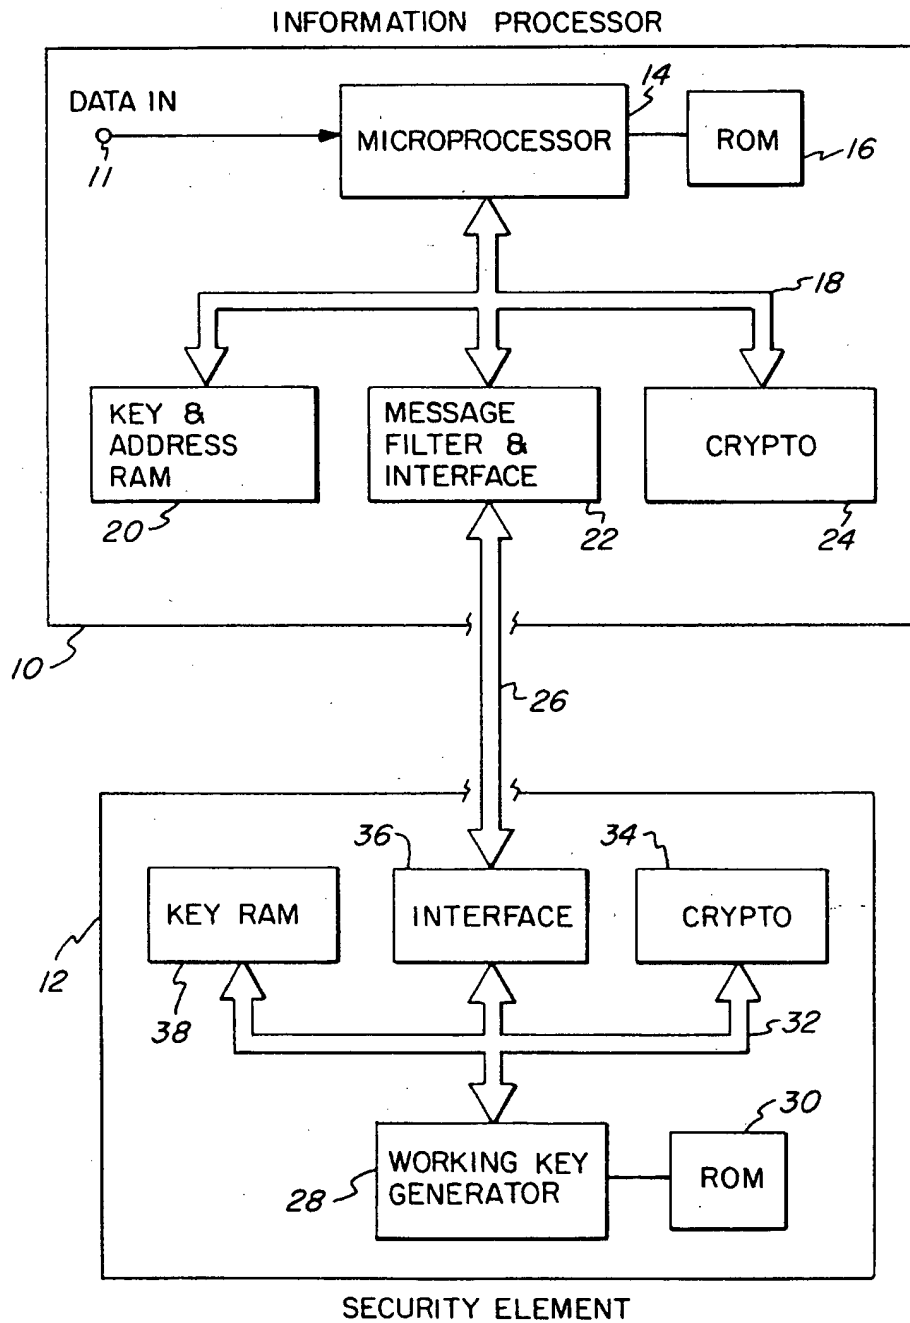 INFORMATION PROCESSOR
DATA IN
11
MICROPROCESSOR
14
ROM
16
18
KEY &
ADDRESS
RAM
20
MESSAGE
FILTER &
INTERFACE
22
CRYPTO
24
10
26
36
34
KEY RAM
38
INTERFACE
CRYPTO
12
32
30
WORKING KEY
GENERATOR
28
ROM
SECURITY ELEMENT